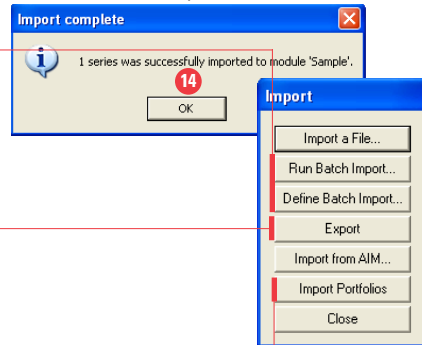 Import complete
1 series was successfully imported to module 'Sample'.
14
OK
Import
Import a File...
Run Batch Import...
Define Batch Import...
Export
Import from AIM...
Import Portfolios
Close